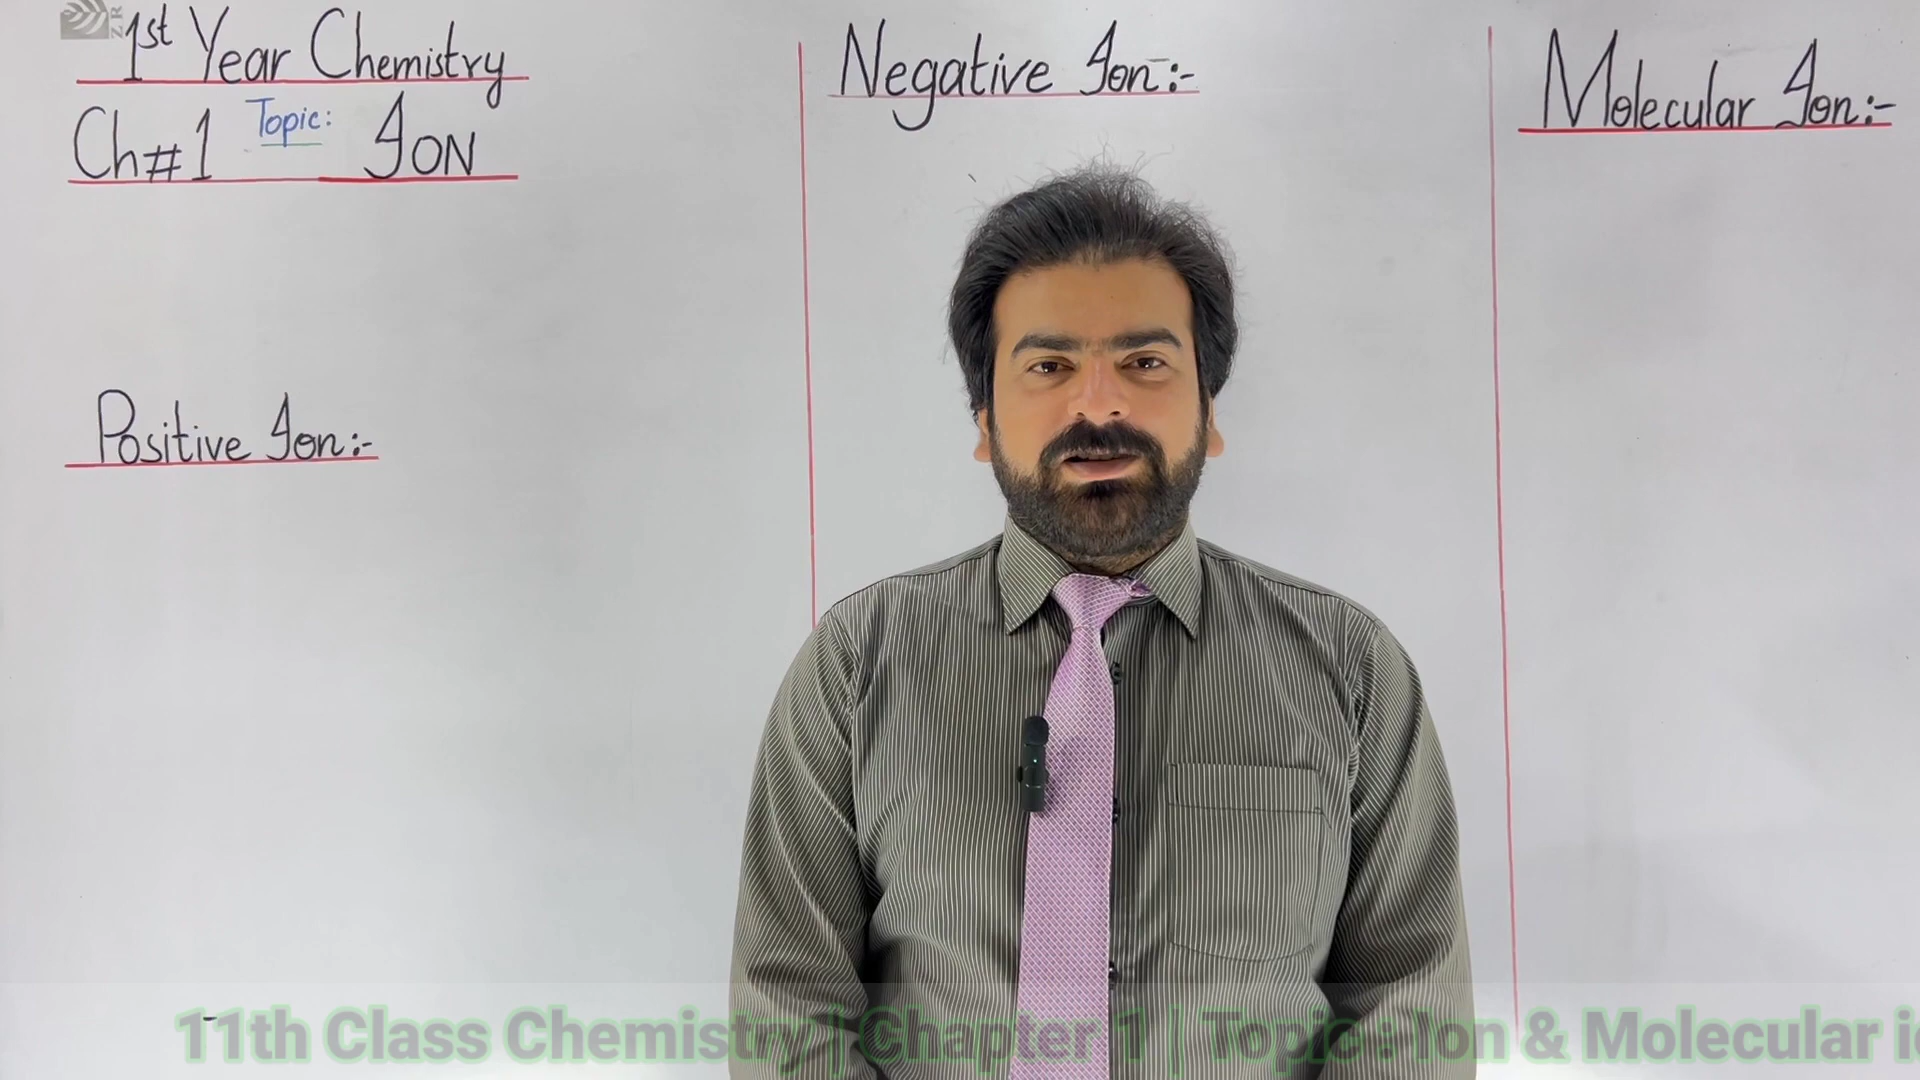 ZR
1st Year Chemistry
Ch#1 Topic: Ion
Positive Ion:-
Negative Ion:-
Molecular Ion:-
11th Class Chemistry | Chapter 1 | Topic :- Ion & Molecular i